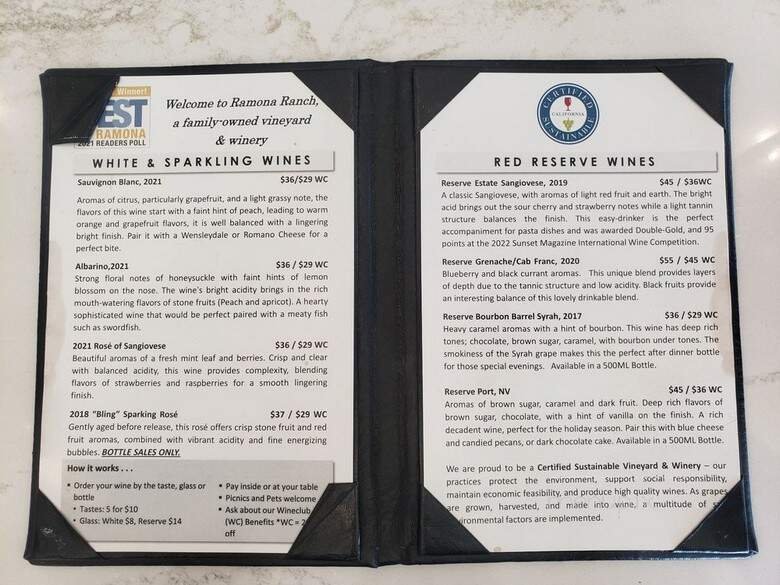 Winner!
EST
RAMONA
2021 READERS POLL
Welcome to Ramona Ranch,
a family-owned vineyard
& winery
WHITE & SPARKLING WINES
Sauvignon Blanc, 2021 $36/$29 WC
Aromas of citrus, particularly grapefruit, and a light grassy note, the
flavors of this wine start with a faint hint of peach, leading to warm
orange and grapefruit flavors, it is well balanced with a lingering
bright finish. Pair it with a Wensleydale or Romano Cheese for a
perfect bite.
Albarino,2021 $36 / $29 WC
Strong floral notes of honeysuckle with faint hints of lemon
blossom on the nose. The wine's bright acidity brings in the rich
mouth-watering flavors of stone fruits (Peach and apricot). A hearty
sophisticated wine that would be perfect paired with a meaty fish
such as swordfish.
2021 Rosé of Sangiovese $36 / $29 WC
Beautiful aromas of a fresh mint leaf and berries. Crisp and clear
with balanced acidity, this wine provides complexity, blending
flavors of strawberries and raspberries for a smooth lingering
finish.
2018 "Bling" Sparking Rosé $37 / $29 WC
Gently aged before release, this rosé offers crisp stone fruit and red
fruit aromas, combined with vibrant acidity and fine energizing
bubbles. BOTTLE SALES ONLY.
How it works . . .
• Order your wine by the taste, glass or
bottle
• Tastes: 5 for $10
• Glass: White $8, Reserve $14
• Pay inside or at your table
• Picnics and Pets welcome
• Ask about our Wineclub
(WC) Benefits *WC = 2
off
CERTIFIED
CALIFORNIA
SUSTAINABLE
RED RESERVE WINES
Reserve Estate Sangiovese, 2019 $45 / $36WC
A classic Sangiovese, with aromas of light red fruit and earth. The bright
acid brings out the sour cherry and strawberry notes while a light tannin
structure balances the finish. This easy-drinker is the perfect
accompaniment for pasta dishes and was awarded Double-Gold, and 95
points at the 2022 Sunset Magazine International Wine Competition.
Reserve Grenache/Cab Franc, 2020 $55 / $45 WC
Blueberry and black currant aromas. This unique blend provides layers
of depth due to the tannic structure and low acidity. Black fruits provide
an interesting balance of this lovely drinkable blend.
Reserve Bourbon Barrel Syrah, 2017 $36 / $29 WC
Heavy caramel aromas with a hint of bourbon. This wine has deep rich
tones; chocolate, brown sugar, caramel, with bourbon under tones. The
smokiness of the Syrah grape makes this the perfect after dinner bottle
for those special evenings. Available in a 500ML Bottle.
Reserve Port, NV $45 / $36 WC
Aromas of brown sugar, caramel and dark fruit. Deep rich flavors of
brown sugar, chocolate, with a hint of vanilla on the finish. A rich
decadent wine, perfect for the holiday season. Pair this with blue cheese
and candied pecans, or dark chocolate cake. Available in a 500ML Bottle.
We are proud to be a Certified Sustainable Vineyard & Winery – our
practices protect the environment, support social responsibility,
maintain economic feasibility, and produce high quality wines. As grapes
are grown, harvested, and made into wine, a multitude of
ironmental factors are implemented.